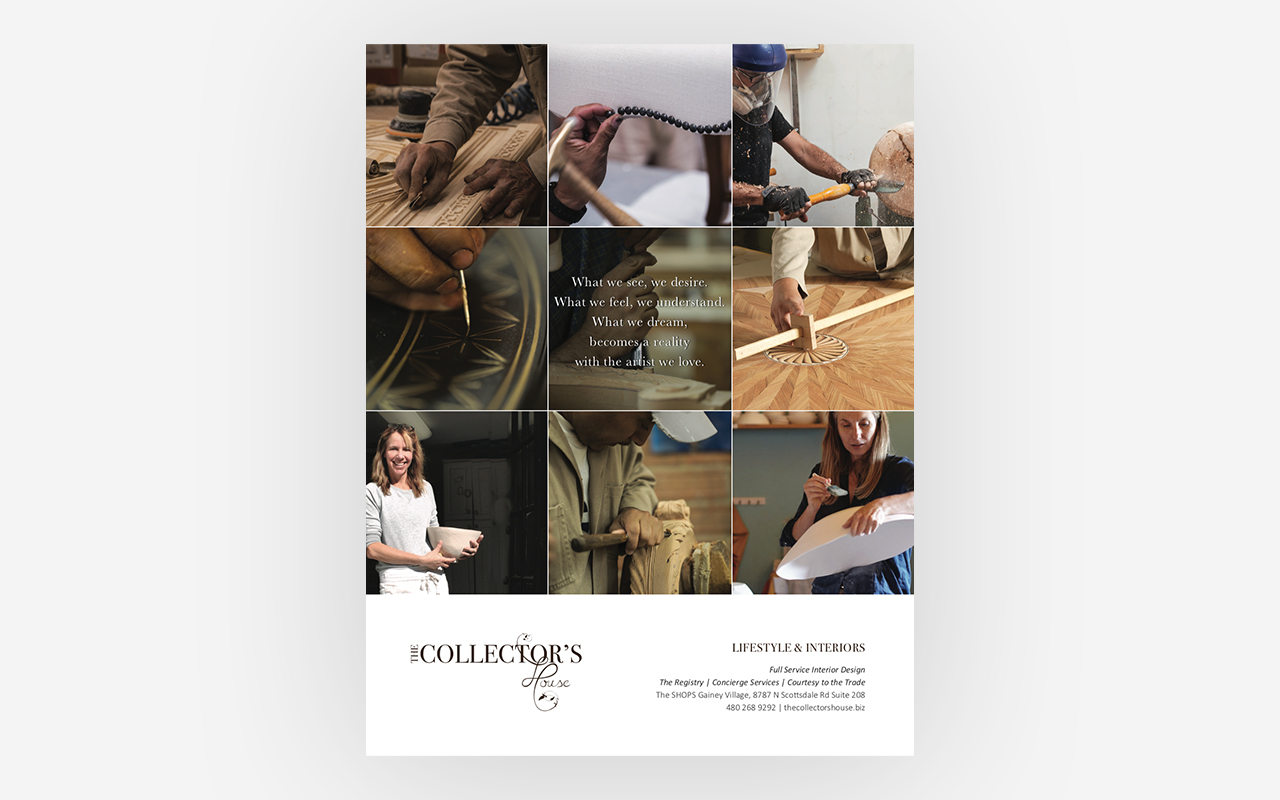 What we see, we desire.
What we feel, we understand.
What we dream,
becomes a reality
with the artist we love.
THE COLLECTOR'S
House
LIFESTYLE & INTERIORS
Full Service Interior Design
The Registry | Concierge Services | Courtesy to the Trade
The SHOPS Gainey Village, 8787 N Scottsdale Rd Suite 208
480 268 9292 | thecollectorshouse.biz